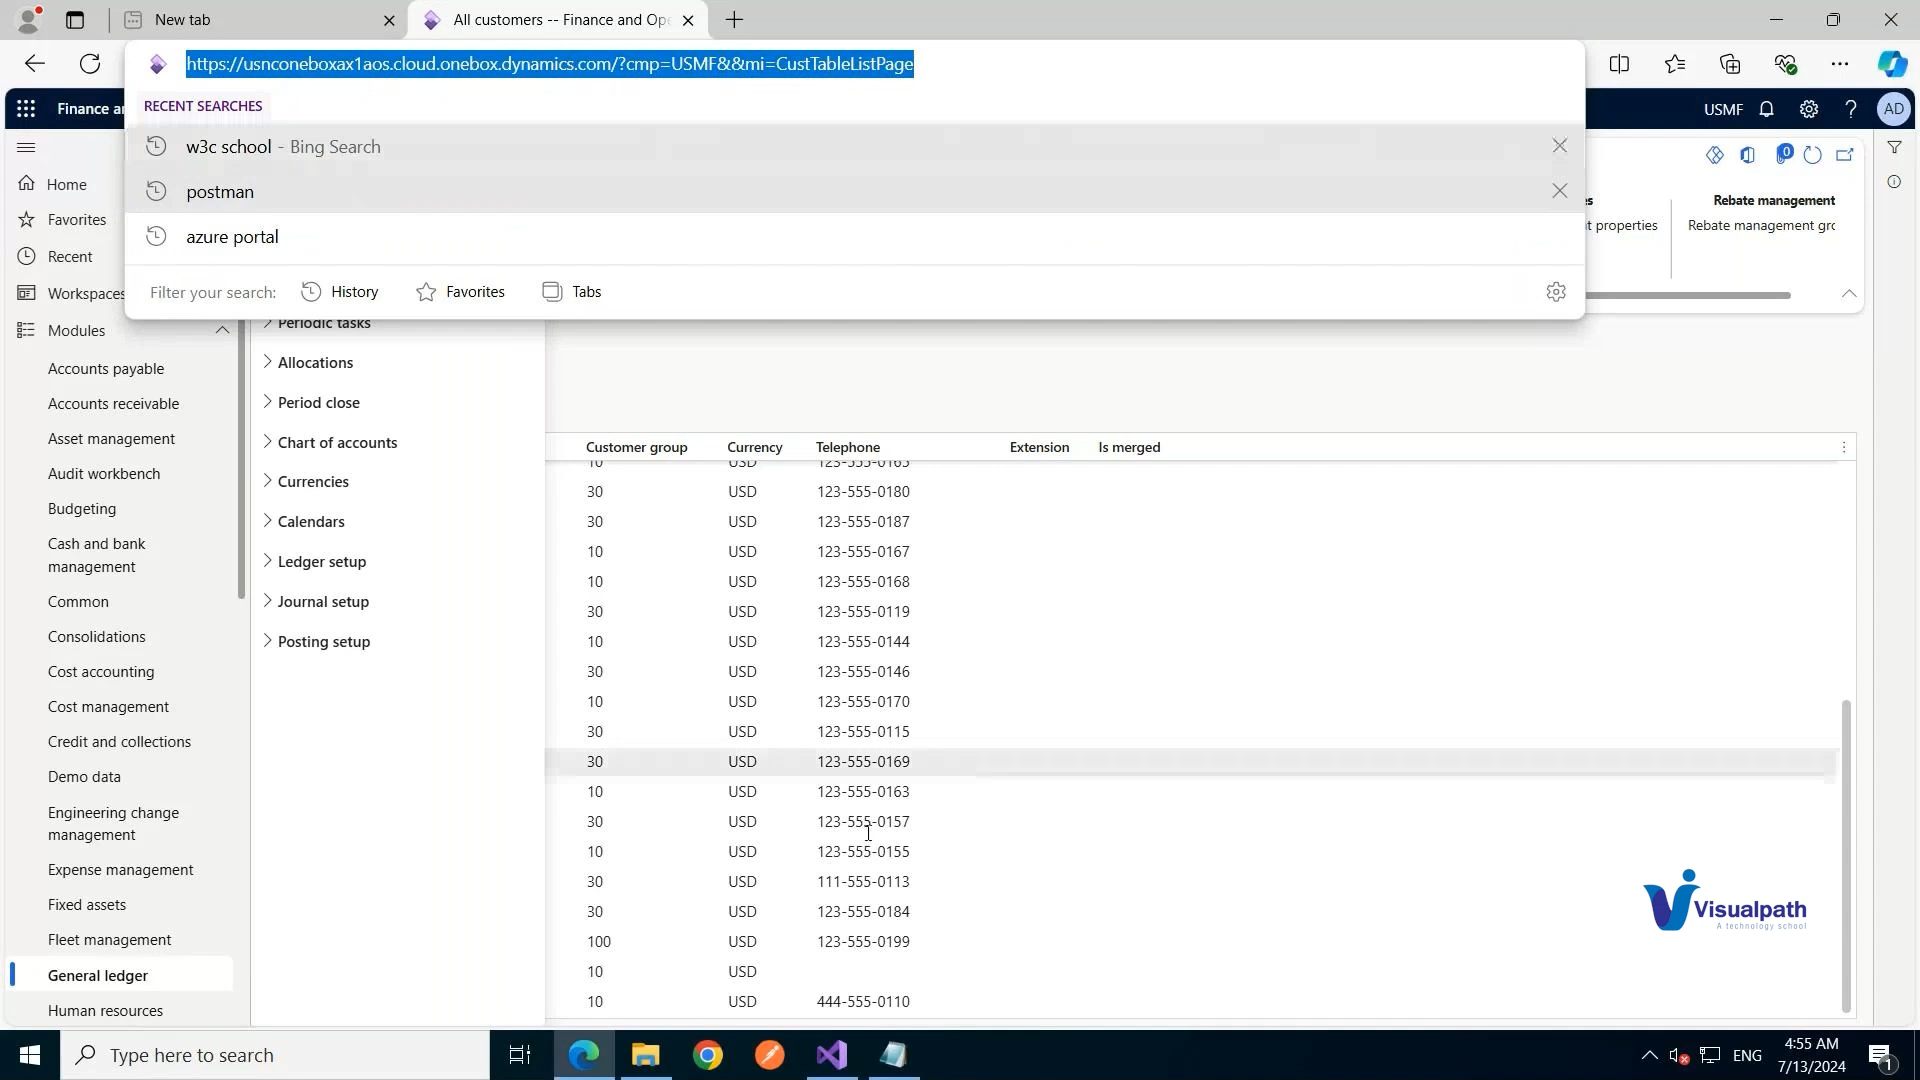 New tab
All customers -- Finance and Ope
https://usnconeboxax1aos.cloud.onebox.dynamics.com/?cmp=USMF&&mi=CustTableListPage
RECENT SEARCHES
w3c school - Bing Search
postman
azure portal
Filter your search:
History
Favorites
Tabs
Finance an
USMF
?
AD
0
Rebate management
t properties
Rebate management gr
Home
Favorites
Recent
Workspaces
Modules
Accounts payable
Accounts receivable
Asset management
Audit workbench
Budgeting
Cash and bank
management
Common
Consolidations
Cost accounting
Cost management
Credit and collections
Demo data
Engineering change
management
Expense management
Fixed assets
Fleet management
General ledger
Human resources
Periodic tasks
Allocations
Period close
Chart of accounts
Currencies
Calendars
Ledger setup
Journal setup
Posting setup
Customer group Currency Telephone Extension Is merged
10 USD 123-555-0165
30 USD 123-555-0180
30 USD 123-555-0187
10 USD 123-555-0167
10 USD 123-555-0168
30 USD 123-555-0119
10 USD 123-555-0144
30 USD 123-555-0146
10 USD 123-555-0170
30 USD 123-555-0115
30 USD 123-555-0169
10 USD 123-555-0163
30 USD 123-555-0157
10 USD 123-555-0155
30 USD 111-555-0113
30 USD 123-555-0184
100 USD 123-555-0199
10 USD
10 USD 444-555-0110
Visualpath
A technology school
Type here to search
ENG
4:55 AM
7/13/2024
1